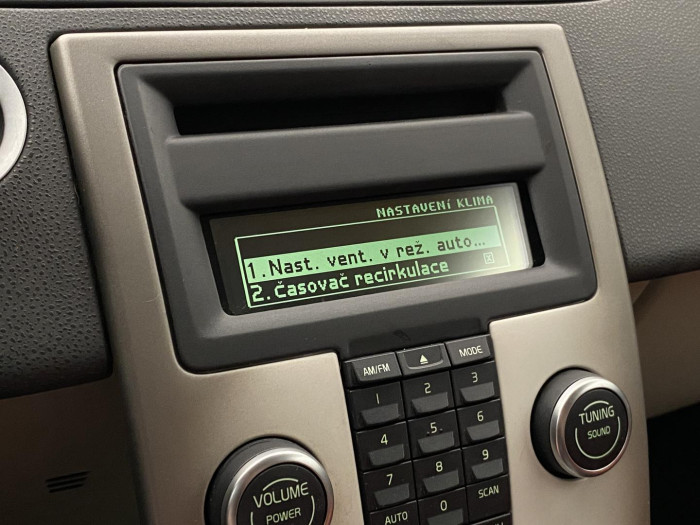 NASTAVENÍ KLIMA
1.Nast. vent. v rež. auto...
2.Časovač recirkulace
AM/FM
MODE
1
2
3
4
5
6
7
8
9
AUTO
0
SCAN
VOLUME
POWER
TUNING
SOUND